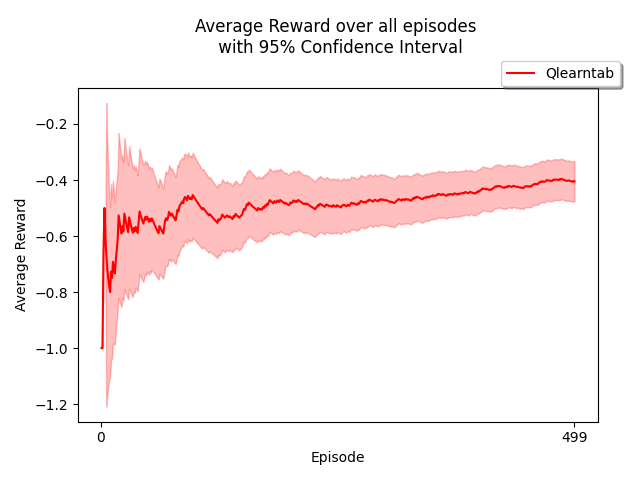 Average Reward over all episodes
with 95% Confidence Interval
Qlearntab
Average Reward
−0.2
−0.4
−0.6
−0.8
−1.0
−1.2
0
499
Episode